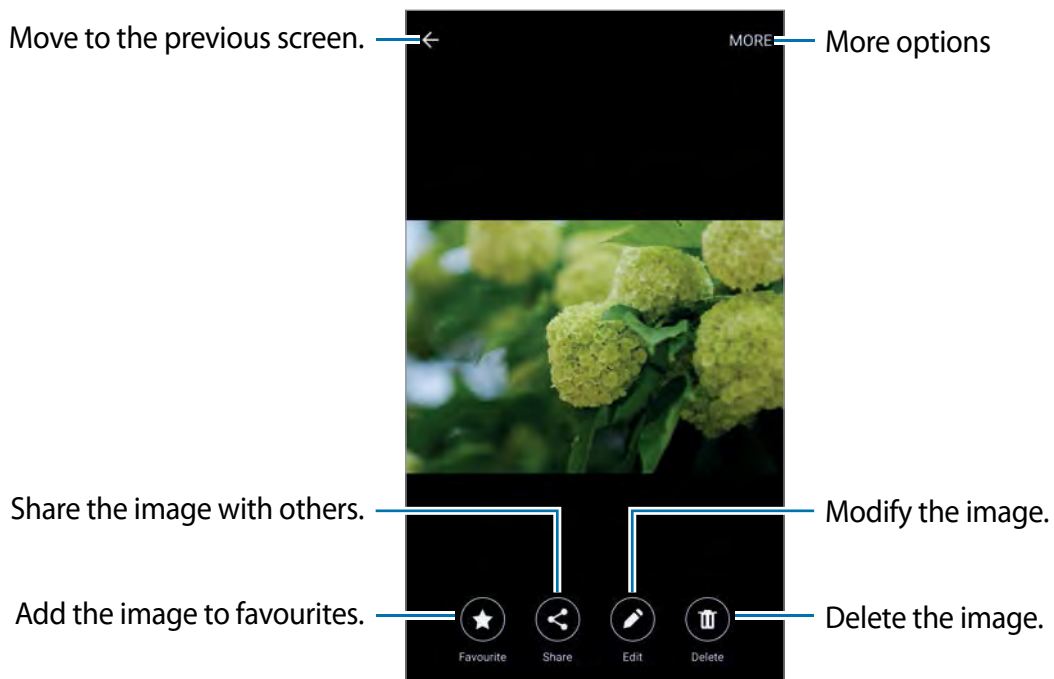 Move to the previous screen.
MORE
More options
Share the image with others.
Modify the image.
Add the image to favourites.
Delete the image.
Favourite
Share
Edit
Delete